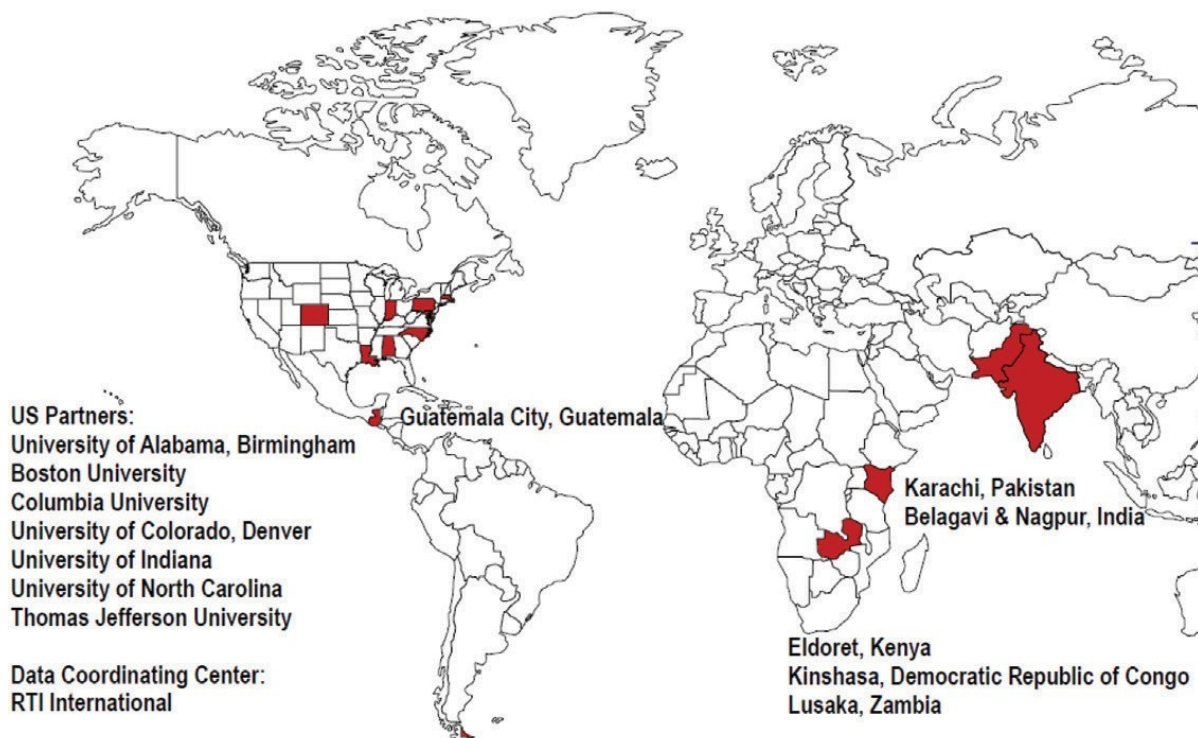 US Partners:
University of Alabama, Birmingham
Boston University
Columbia University
University of Colorado, Denver
University of Indiana
University of North Carolina
Thomas Jefferson University
Data Coordinating Center:
RTI International
Guatemala City, Guatemala
Karachi, Pakistan
Belagavi & Nagpur, India
Eldoret, Kenya
Kinshasa, Democratic Republic of Congo
Lusaka, Zambia